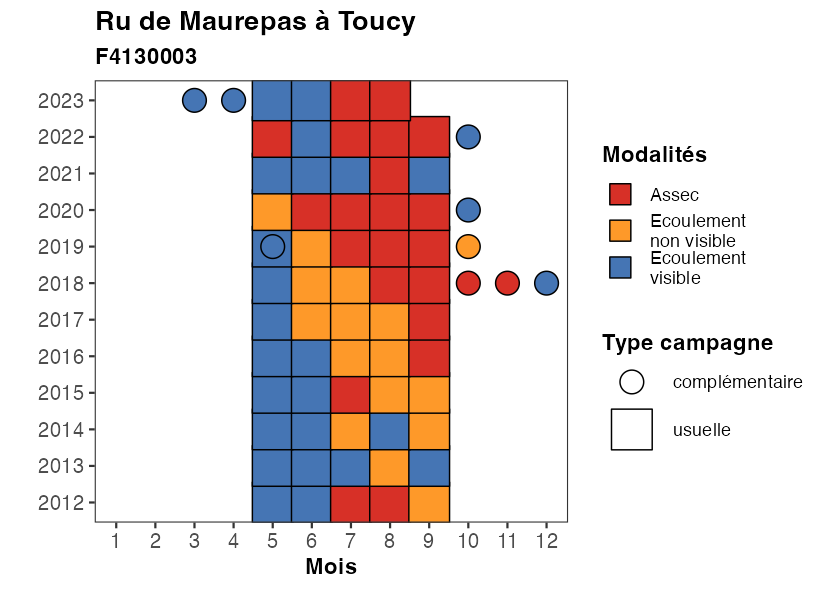 Ru de Maurepas à Toucy
F4130003
2023
2022
2021
2020
2019
2018
2017
2016
2015
2014
2013
2012
1 2 3 4 5 6 7 8 9 10 11 12
Mois
Modalités
Assec
Ecoulement
non visible
Ecoulement
visible
Type campagne
complémentaire
usuelle